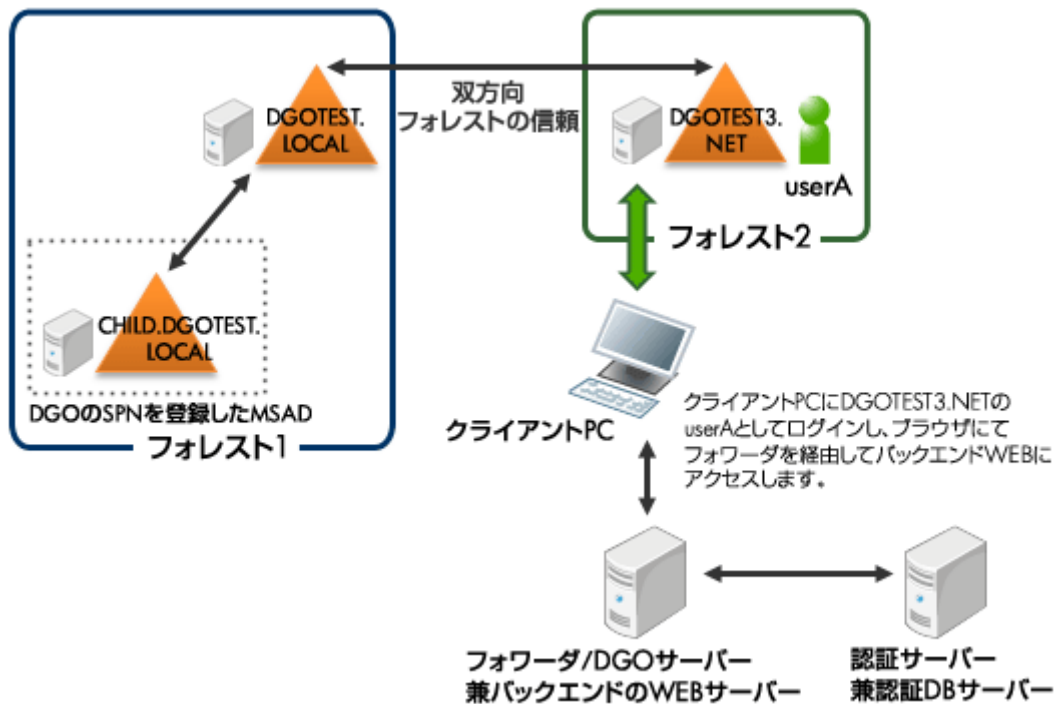 双方向
フォレストの信頼
DGOTEST.
LOCAL
DGOTEST3.
NET
userA
フォレスト2
CHILD.DGOTEST.
LOCAL
DGOのSPNを登録したMSAD
フォレスト1
クライアントPC
クライアントPCにDGOTEST3.NETの
userAとしてログインし、ブラウザにて
フォワーダを経由してバックエンドWEBに
アクセスします。
フォワーダ/DGOサーバー
兼バックエンドのWEBサーバー
認証サーバー
兼認証DBサーバー